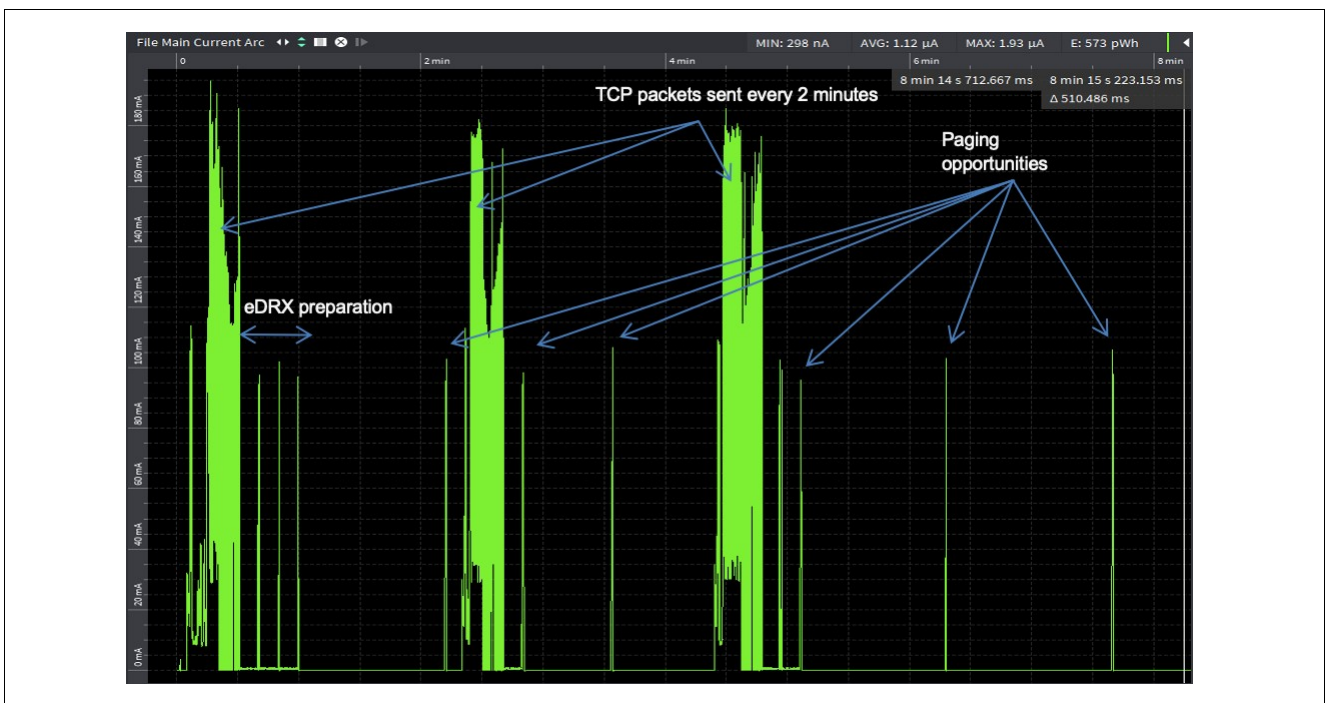 File Main Current Arc
MIN: 298 nA AVG: 1.12 µA MAX: 1.93 µA E: 573 pWh
0 2 min 4 min 6 min 8 min
8 min 14 s 712.667 ms 8 min 15 s 223.153 ms
Δ 510.486 ms
TCP packets sent every 2 minutes
Paging
opportunities
eDRX preparation
180 mA
160 mA
140 mA
120 mA
100 mA
80 mA
60 mA
40 mA
20 mA
0 mA